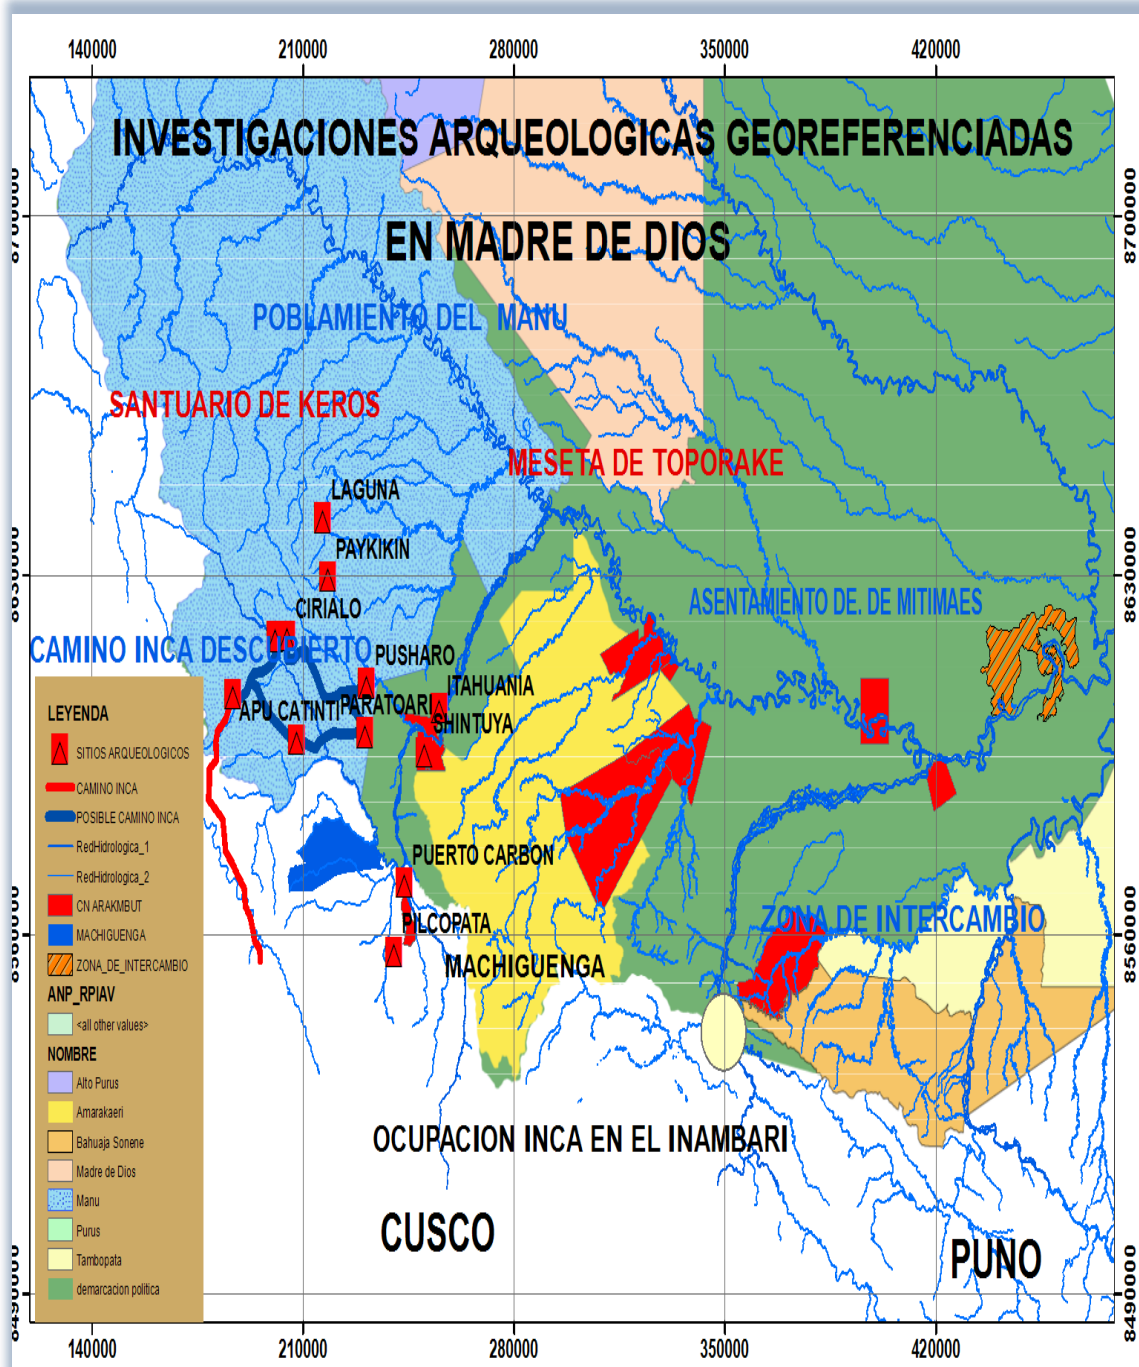 140000 210000 280000 350000 420000
INVESTIGACIONES ARQUEOLOGICAS GEOREFERENCIADAS
8700000 8700000
EN MADRE DE DIOS
POBLAMIENTO DEL MANU
SANTUARIO DE KEROS
MESETA DE TOPORAKE
LAGUNA
PAYKIKIN
8630000 8630000
CIRIALO
ASENTAMIENTO DE. DE MITIMAES
CAMINO INCA DESCUBIERTO
PUSHARO
ITAHUANIA
APU CATINTI
PARATOARI
SHINTUYA
PUERTO CARBON
PILCOPATA
ZONA DE INTERCAMBIO
8560000 8560000
MACHIGUENGA
OCUPACION INCA EN EL INAMBARI
CUSCO
PUNO
8490000 8490000
LEYENDA
SITIOS ARQUEOLOGICOS
CAMINO INCA
POSIBLE CAMINO INCA
RedHidrologica_1
RedHidrologica_2
CN ARAKMBUT
MACHIGUENGA
ZONA_DE_INTERCAMBIO
ANP_RPIAV
<all other values>
NOMBRE
Alto Purus
Amarakaeri
Bahuaja Sonene
Madre de Dios
Manu
Purus
Tambopata
demarcacion politica
140000 210000 280000 350000 420000